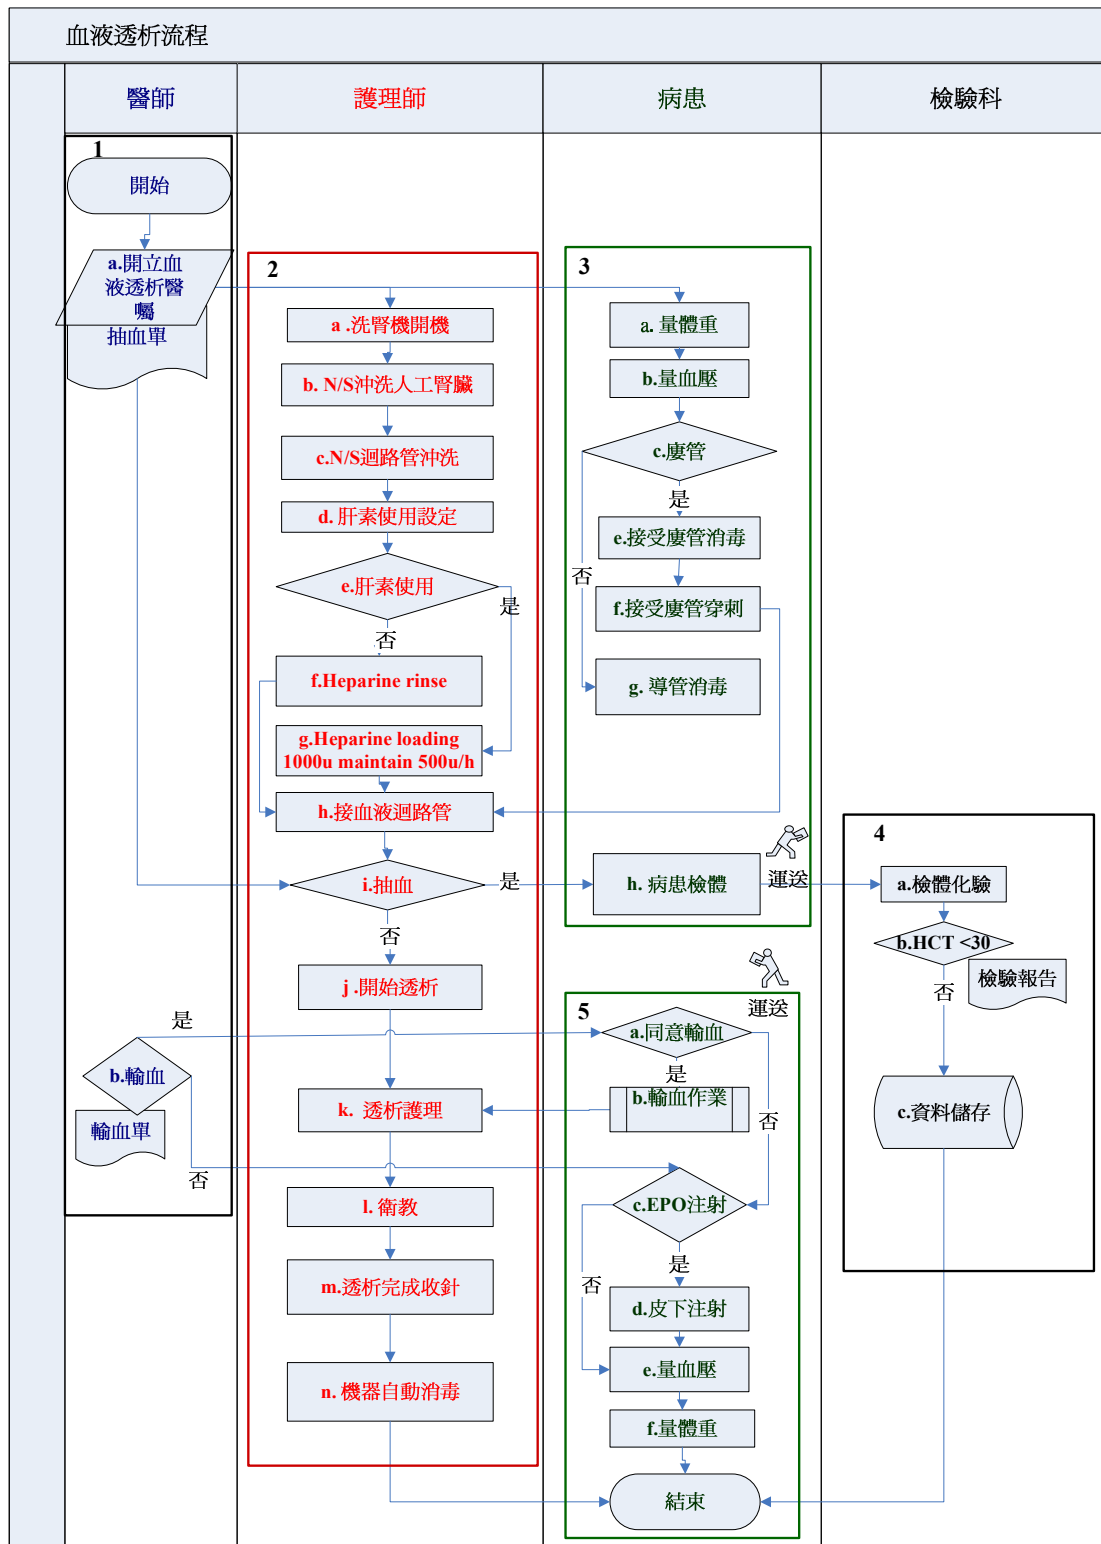 血液透析流程
醫師
護理師
病患
檢驗科
1
開始
a.開立血
液透析醫
囑
抽血單
b.輸血
輸血單
是
否
2
a .洗腎機開機
b. N/S沖洗人工腎臟
c.N/S迴路管沖洗
d. 肝素使用設定
e.肝素使用
是
否
f.Heparine rinse
g.Heparine loading
1000u maintain 500u/h
h.接血液迴路管
i.抽血
是
否
j .開始透析
k. 透析護理
l. 衛教
m.透析完成收針
n. 機器自動消毒
3
a. 量體重
b.量血壓
c.廔管
是
否
e.接受廔管消毒
f.接受廔管穿刺
g. 導管消毒
h. 病患檢體
運送
4
a.檢體化驗
b.HCT <30
檢驗報告
否
c.資料儲存
運送
5
a.同意輸血
是
否
b.輸血作業
c.EPO注射
是
否
d.皮下注射
e.量血壓
f.量體重
結束